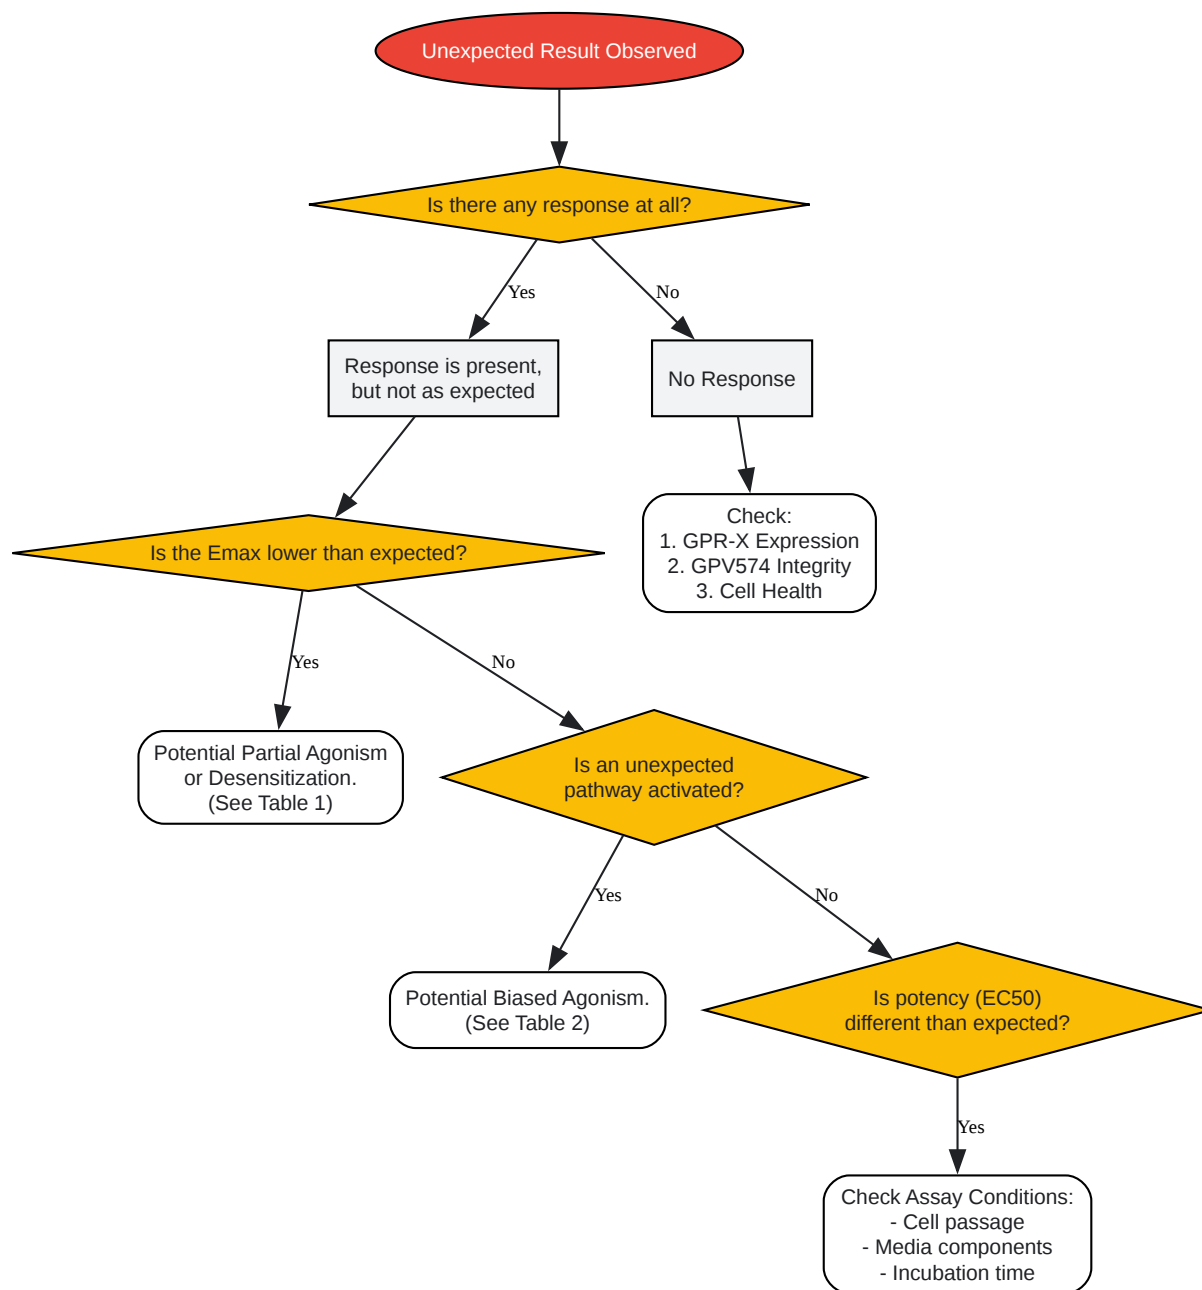 Unexpected Result Observed
Is there any response at all?
Yes
No
Response is present,
but not as expected
No Response
Check:
1. GPR-X Expression
2. GPV574 Integrity
3. Cell Health
Is the Emax lower than expected?
Yes
No
Potential Partial Agonism
or Desensitization.
(See Table 1)
Is an unexpected
pathway activated?
Yes
No
Potential Biased Agonism.
(See Table 2)
Is potency (EC50)
different than expected?
Yes
Check Assay Conditions:
- Cell passage
- Media components
- Incubation time